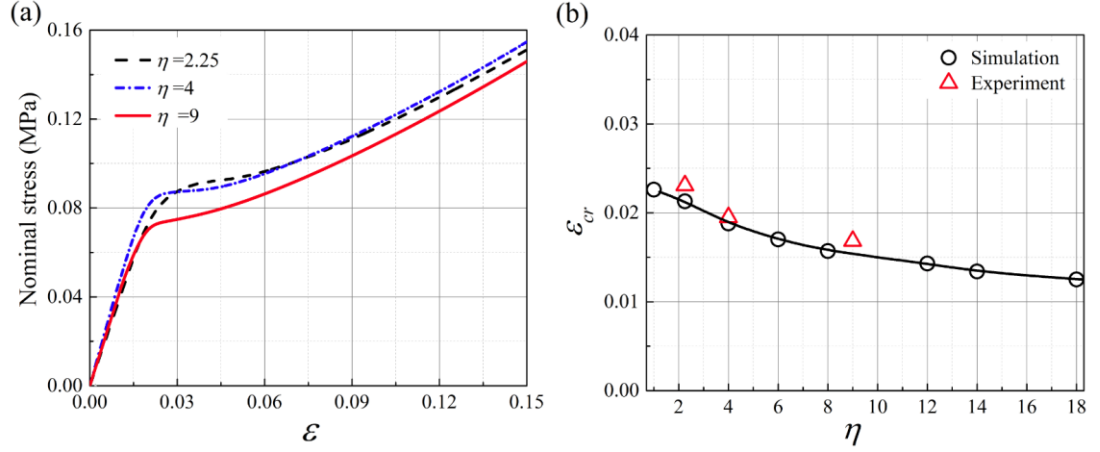 (a)
0.16
0.12
0.08
0.04
0.00
Nominal stress (MPa)
η =2.25
η =4
η =9
0.00 0.03 0.06 0.09 0.12 0.15
ε
(b)
0.04
0.03
0.02
0.01
0.00
ε_cr
Simulation
Experiment
2 4 6 8 10 12 14 16 18
η